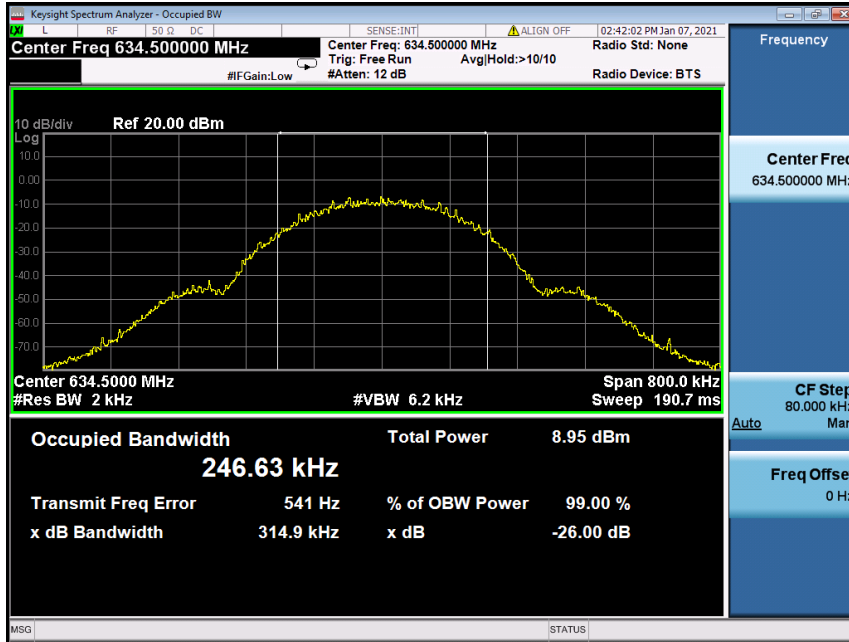 Keysight Spectrum Analyzer - Occupied BW
LXI L RF 50 Ω DC SENSE:INT ALIGN OFF 02:42:02 PM Jan 07, 2021
Center Freq 634.500000 MHz
Center Freq: 634.500000 MHz
Radio Std: None
Trig: Free Run Avg|Hold:>10/10
#IFGain:Low
#Atten: 12 dB
Radio Device: BTS
Frequency
10 dB/div Ref 20.00 dBm
Log
10.0
0.00
-10.0
-20.0
-30.0
-40.0
-50.0
-60.0
-70.0
Center 634.5000 MHz
Span 800.0 kHz
#Res BW 2 kHz
#VBW 6.2 kHz
Sweep 190.7 ms
Occupied Bandwidth
246.63 kHz
Total Power 8.95 dBm
Transmit Freq Error 541 Hz
% of OBW Power 99.00 %
x dB Bandwidth 314.9 kHz
x dB -26.00 dB
Center Freq
634.500000 MHz
CF Step
80.000 kHz
Auto Man
Freq Offse
0 Hz
MSG
STATUS